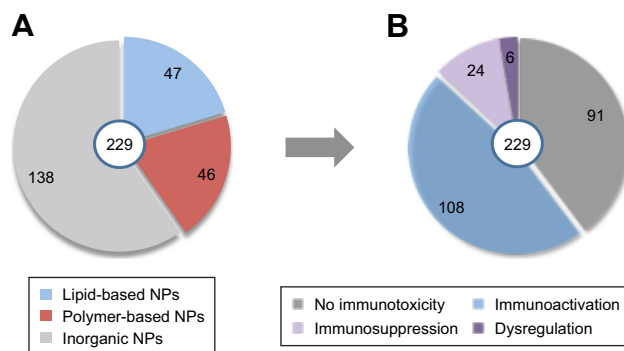 A
B
47
46
138
229
6
24
91
108
229
Lipid-based NPs
Polymer-based NPs
Inorganic NPs
No immunotoxicity
Immunoactivation
Immunosuppression
Dysregulation